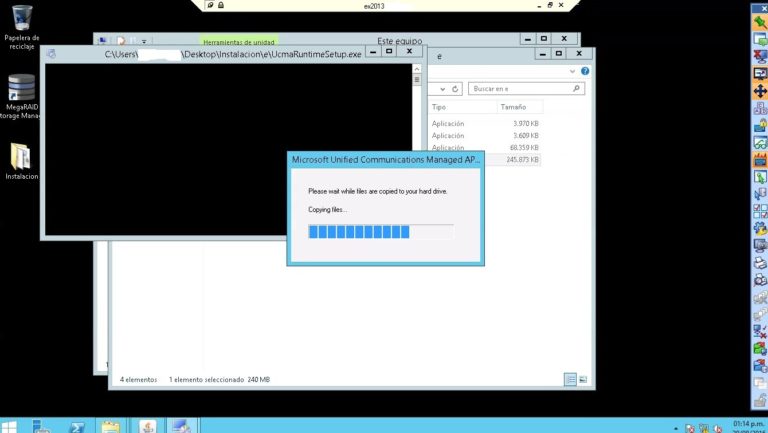 ex2013
Papelera de
reciclaje
Herramientas de unidad
Este equipo
C:\Users\
\Desktop\Instalacion\e\UcmaRuntimeSetup.exe
e
Buscar en e
MegaRAID
Storage Manag
Tipo
Tamaño
Aplicación
3.970 KB
Aplicación
3.609 KB
Aplicación
68.359 KB
245.873 KB
Instalacion
Microsoft Unified Communications Managed AP...
Please wait while files are copied to your hard drive.
Copying files...
4 elementos
1 elemento seleccionado 240 MB
01:14 p.m.